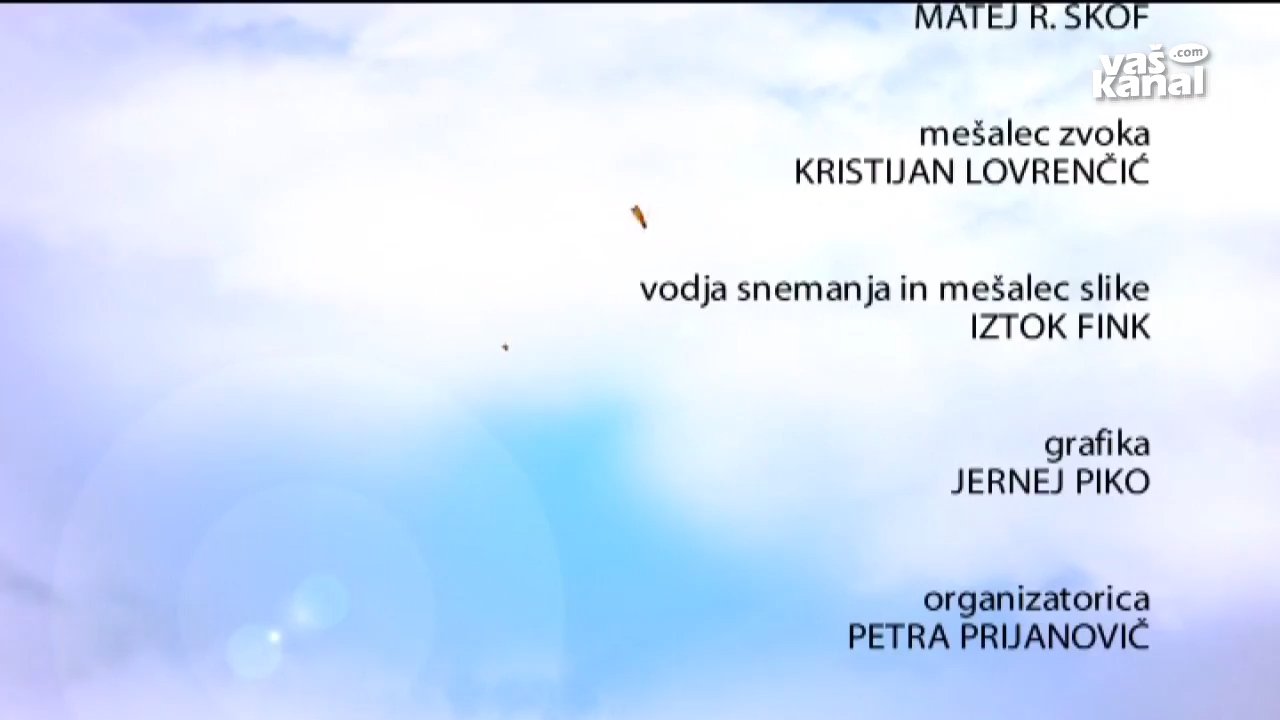 MATEJ R. ŠKOF
vaš
.com
kanal
mešalec zvoka
KRISTIJAN LOVRENČIĆ
vodja snemanja in mešalec slike
IZTOK FINK
grafika
JERNEJ PIKO
organizatorica
PETRA PRIJANOVIČ